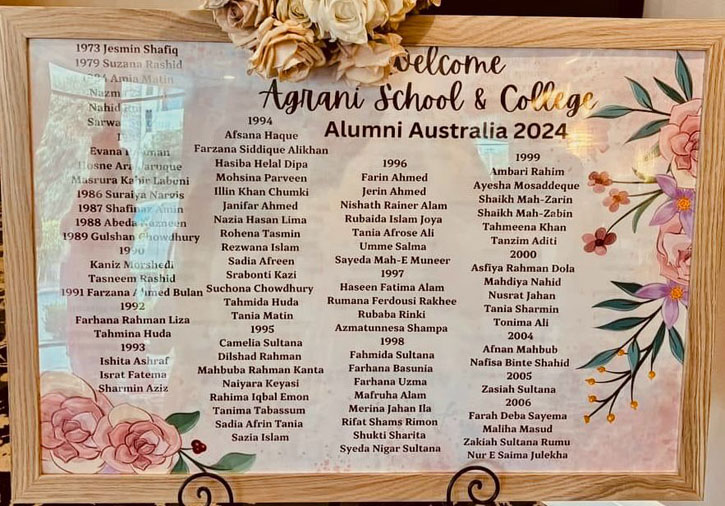 Welcome
Agrani School & College
Alumni Australia 2024
1973 Jesmin Shafiq
1979 Suzana Rashid
Amia Matin
Evana
Masrura Kabir Labuni
1986 Suraiya Nargis
1987 Shafinaz Amin
1988 Abeda Nazneen
1989 Gulshan Chowdhury
1990
Kaniz Morshedi
Tasneem Rashid
1991 Farzana Ahmed Bulan
1992
Farhana Rahman Liza
Tahmina Huda
1993
Ishita Ashraf
Israt Fatema
Sharmin Aziz
1994
Afsana Haque
Farzana Siddique Alikhan
Hasiba Helal Dipa
Mohsina Parveen
Illin Khan Chumki
Janifar Ahmed
Nazia Hasan Lima
Rohena Tasmin
Rezwana Islam
Sadia Afreen
Srabonti Kazi
Suchona Chowdhury
Tahmida Huda
Tania Matin
1995
Camelia Sultana
Dilshad Rahman
Mahbuba Rahman Kanta
Naiyara Keyasi
Rahima Iqbal Emon
Tanima Tabassum
Sadia Afrin Tania
Sazia Islam
1996
Farin Ahmed
Jerin Ahmed
Nishath Rainer Alam
Rubaida Islam Joya
Tania Afrose Ali
Umme Salma
Sayeda Mah-E Muneer
1997
Haseen Fatima Alam
Rumana Ferdousi Rakhee
Rubaba Rinki
Azmatunnesa Shampa
1998
Fahmida Sultana
Farhana Basunia
Farhana Uzma
Mafruha Alam
Merina Jahan Ila
Rifat Shams Rimon
Shukti Sharita
Syeda Nigar Sultana
1999
Ambari Rahim
Ayesha Mosaddeque
Shaikh Mah-Zarin
Shaikh Mah-Zabin
Tahmeena Khan
Tanzim Aditi
2000
Asfiya Rahman Dola
Mahdiya Nahid
Nusrat Jahan
Tania Sharmin
Tonima Ali
2004
Afnan Mahbub
Nafisa Binte Shahid
2005
Zasiah Sultana
2006
Farah Deba Sayema
Maliha Masud
Zakiah Sultana Rumu
Nur E Saima Julekha